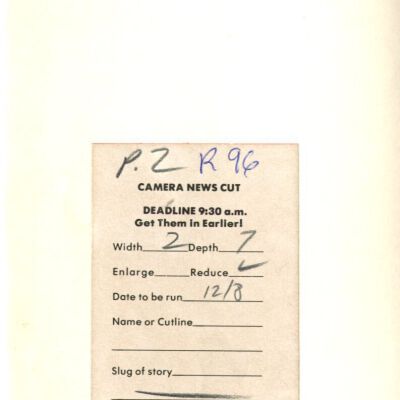 P.2 R 96
CAMERA NEWS CUT
DEADLINE 9:30 a.m.
Get Them in Earlier!
Width 2 Depth 7
Enlarge Reduce ✓
Date to be run 12/8
Name or Cutline
Slug of story